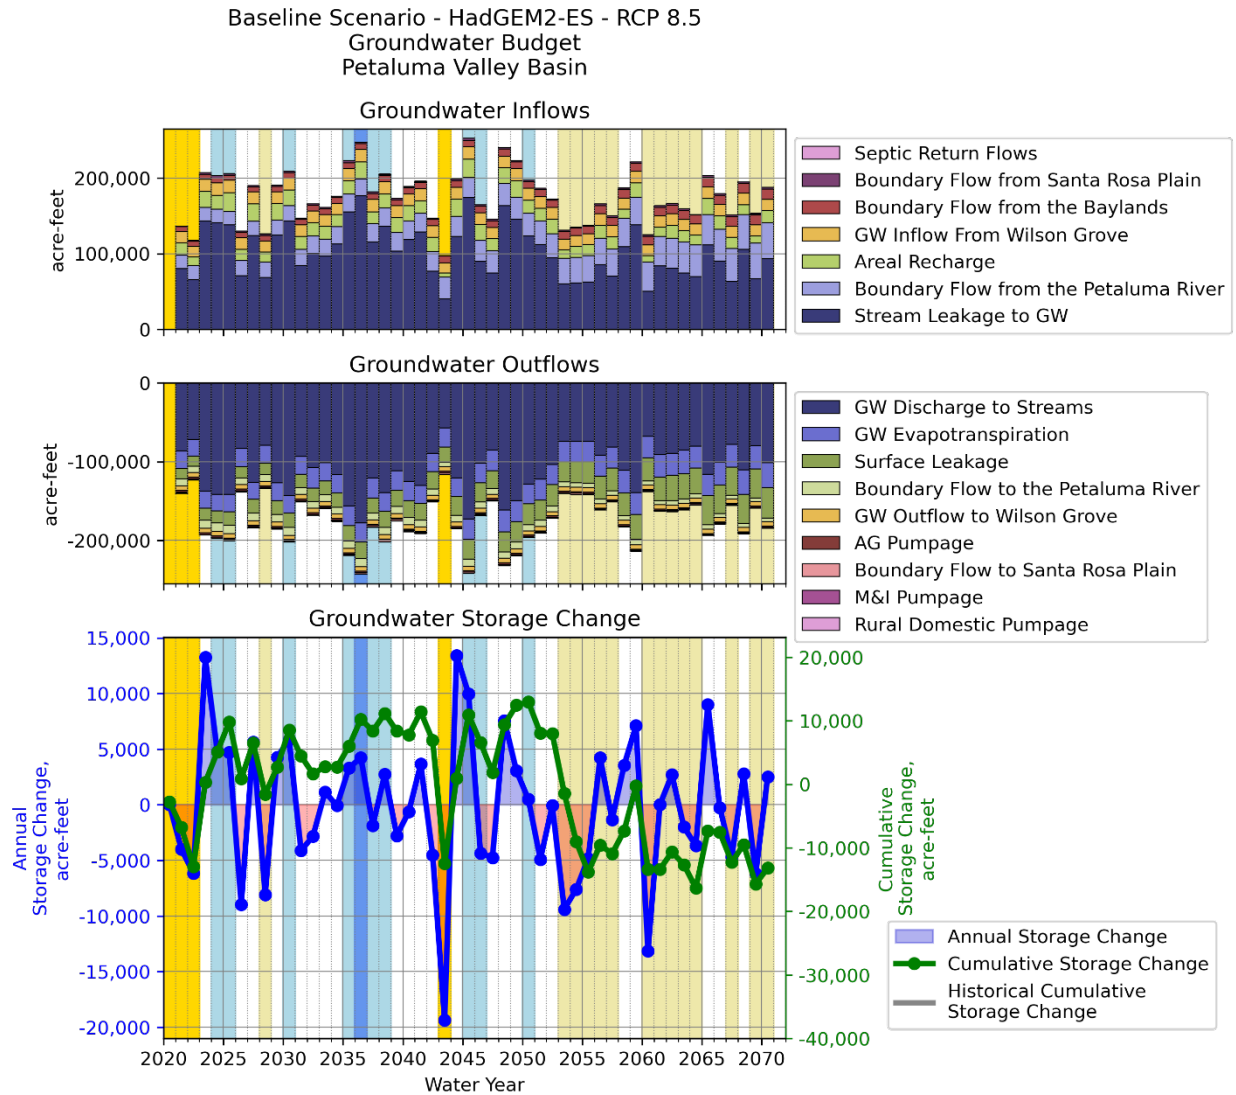 Baseline Scenario - HadGEM2-ES - RCP 8.5
Groundwater Budget
Petaluma Valley Basin
Groundwater Inflows
200,000
100,000
0
acre-feet
Septic Return Flows
Boundary Flow from Santa Rosa Plain
Boundary Flow from the Baylands
GW Inflow From Wilson Grove
Areal Recharge
Boundary Flow from the Petaluma River
Stream Leakage to GW
Groundwater Outflows
0
-100,000
-200,000
acre-feet
GW Discharge to Streams
GW Evapotranspiration
Surface Leakage
Boundary Flow to the Petaluma River
GW Outflow to Wilson Grove
AG Pumpage
Boundary Flow to Santa Rosa Plain
M&I Pumpage
Rural Domestic Pumpage
Groundwater Storage Change
15,000
10,000
5,000
0
-5,000
-10,000
-15,000
-20,000
Annual
Storage Change,
acre-feet
20,000
10,000
0
-10,000
-20,000
-30,000
-40,000
Cumulative
Storage Change,
acre-feet
Annual Storage Change
Cumulative Storage Change
Historical Cumulative
Storage Change
2020 2025 2030 2035 2040 2045 2050 2055 2060 2065 2070
Water Year